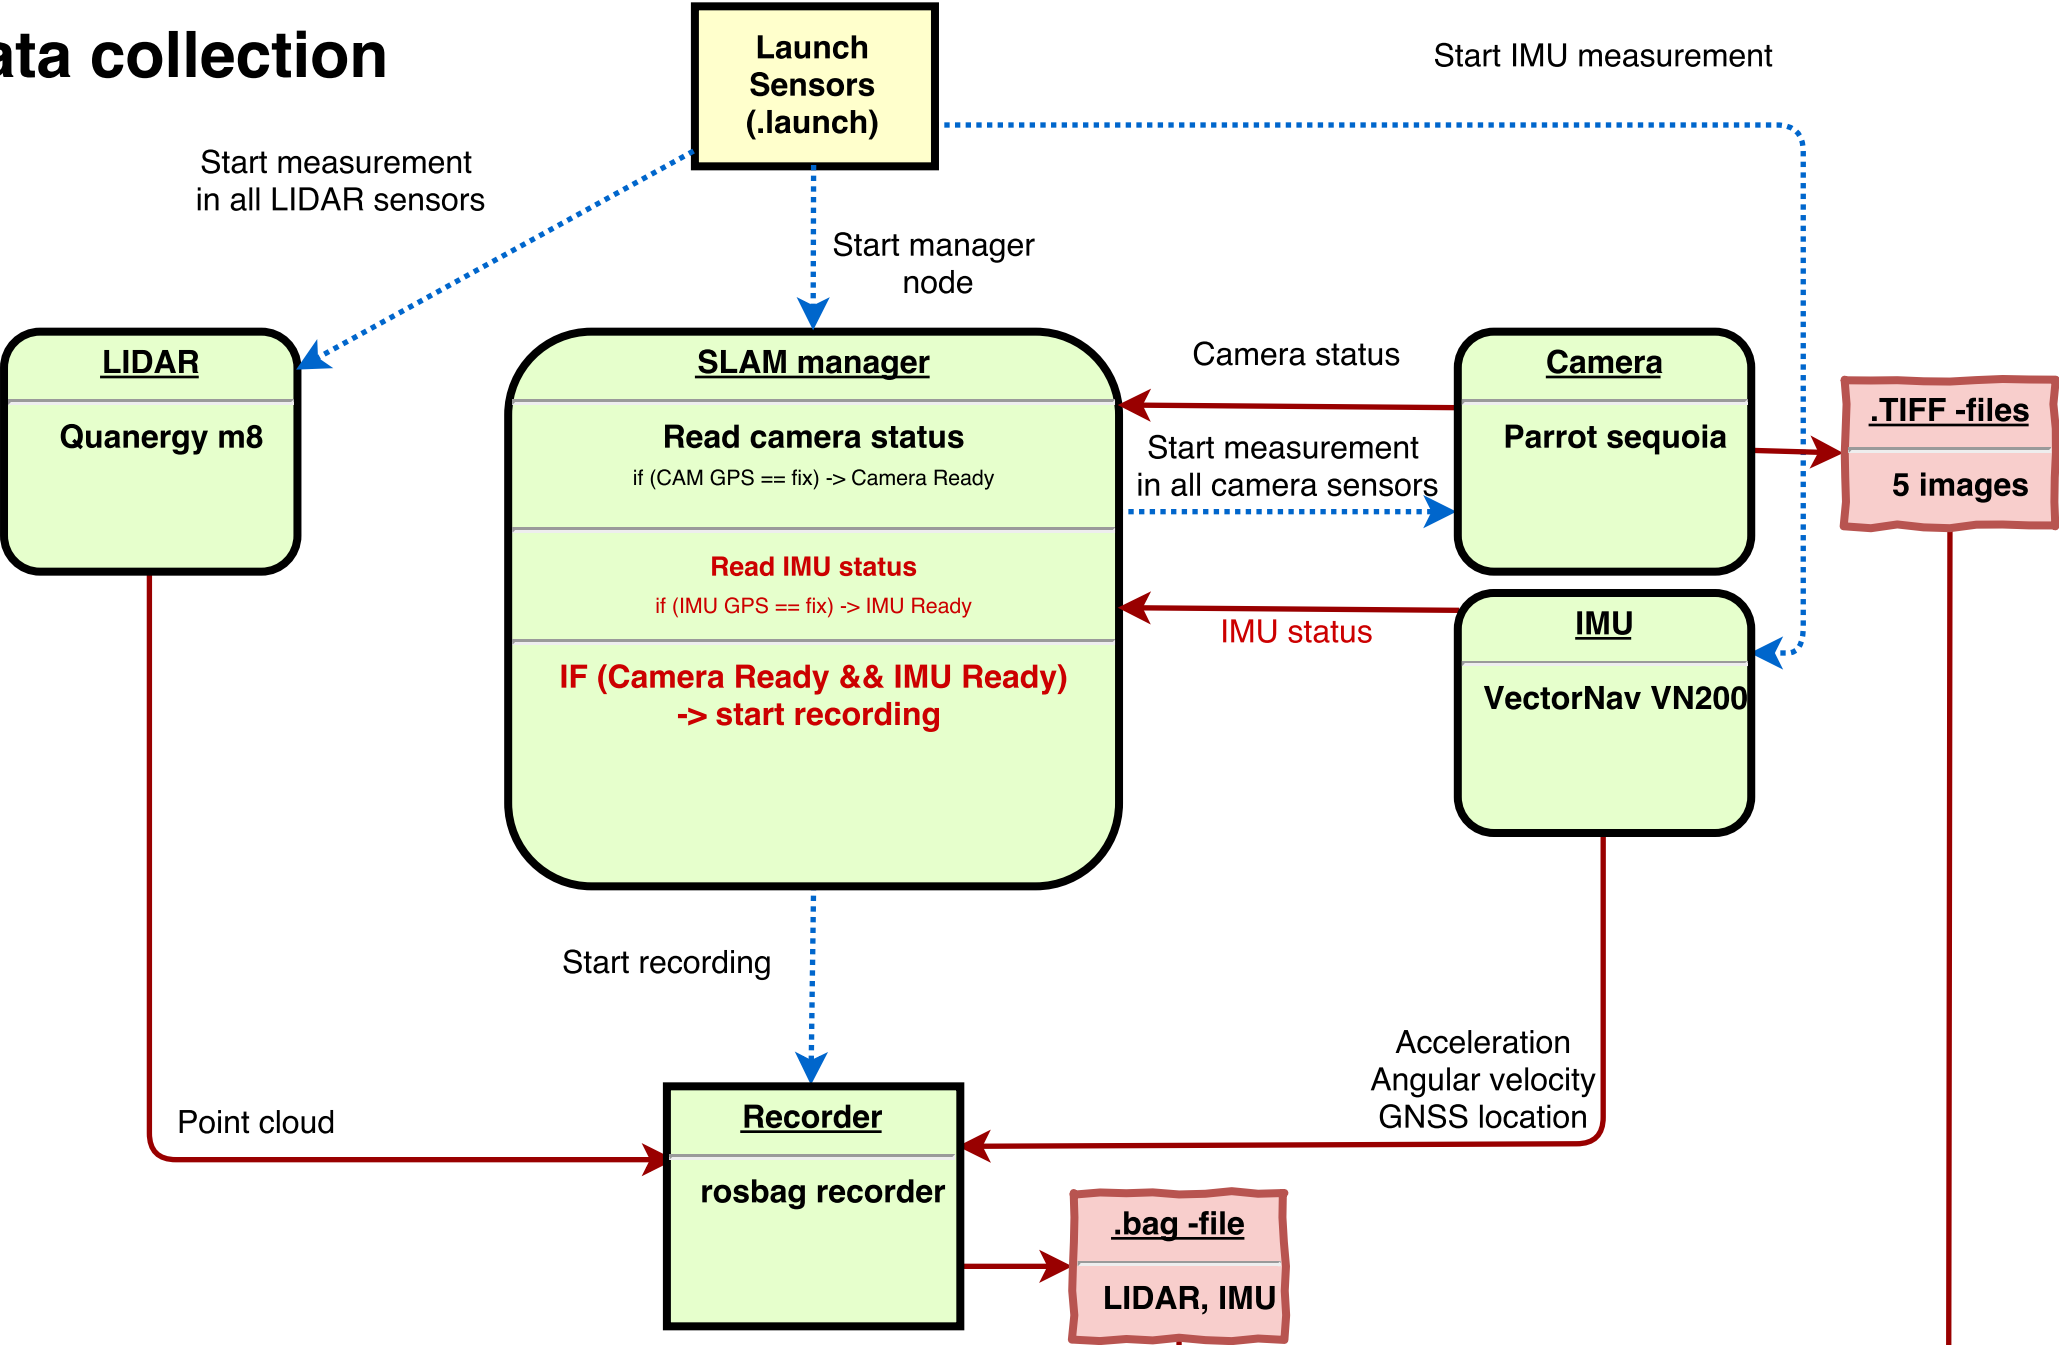 ata collection
Launch
Sensors
(.launch)
Start IMU measurement
Start measurement
in all LIDAR sensors
Start manager
node
LIDAR
Quanergy m8
SLAM manager
Read camera status
if (CAM GPS == fix) -> Camera Ready
Read IMU status
if (IMU GPS == fix) -> IMU Ready
IF (Camera Ready && IMU Ready)
-> start recording
Camera status
Start measurement
in all camera sensors
IMU status
Camera
Parrot sequoia
.TIFF -files
5 images
IMU
VectorNav VN200
Start recording
Acceleration
Angular velocity
GNSS location
Point cloud
Recorder
rosbag recorder
.bag -file
LIDAR, IMU